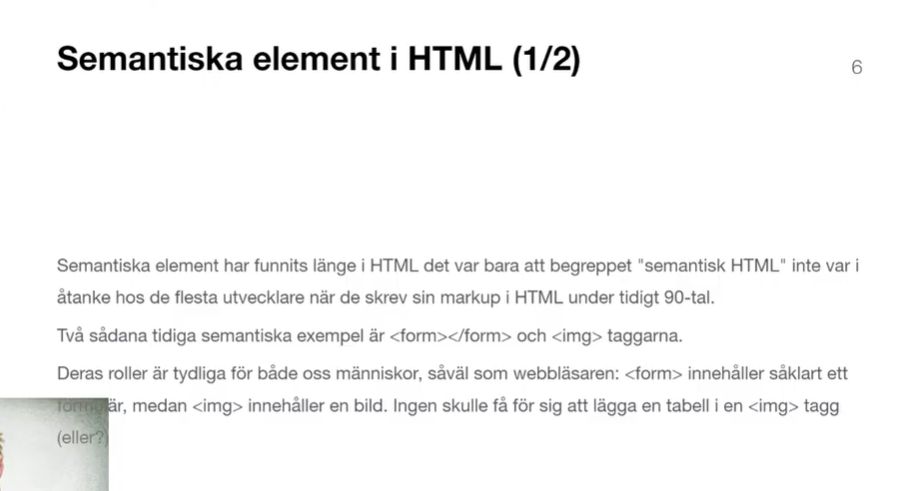 Semantiska element i HTML (1/2)
6
Semantiska element har funnits länge i HTML det var bara att begreppet "semantisk HTML" inte var i
åtanke hos de flesta utvecklare när de skrev sin markup i HTML under tidigt 90-tal.
Två sådana tidiga semantiska exempel är <form></form> och <img> taggarna.
Deras roller är tydliga för både oss människor, såväl som webbläsaren: <form> innehåller såklart ett
formulär, medan <img> innehåller en bild. Ingen skulle få för sig att lägga en tabell i en <img> tagg
(eller?)